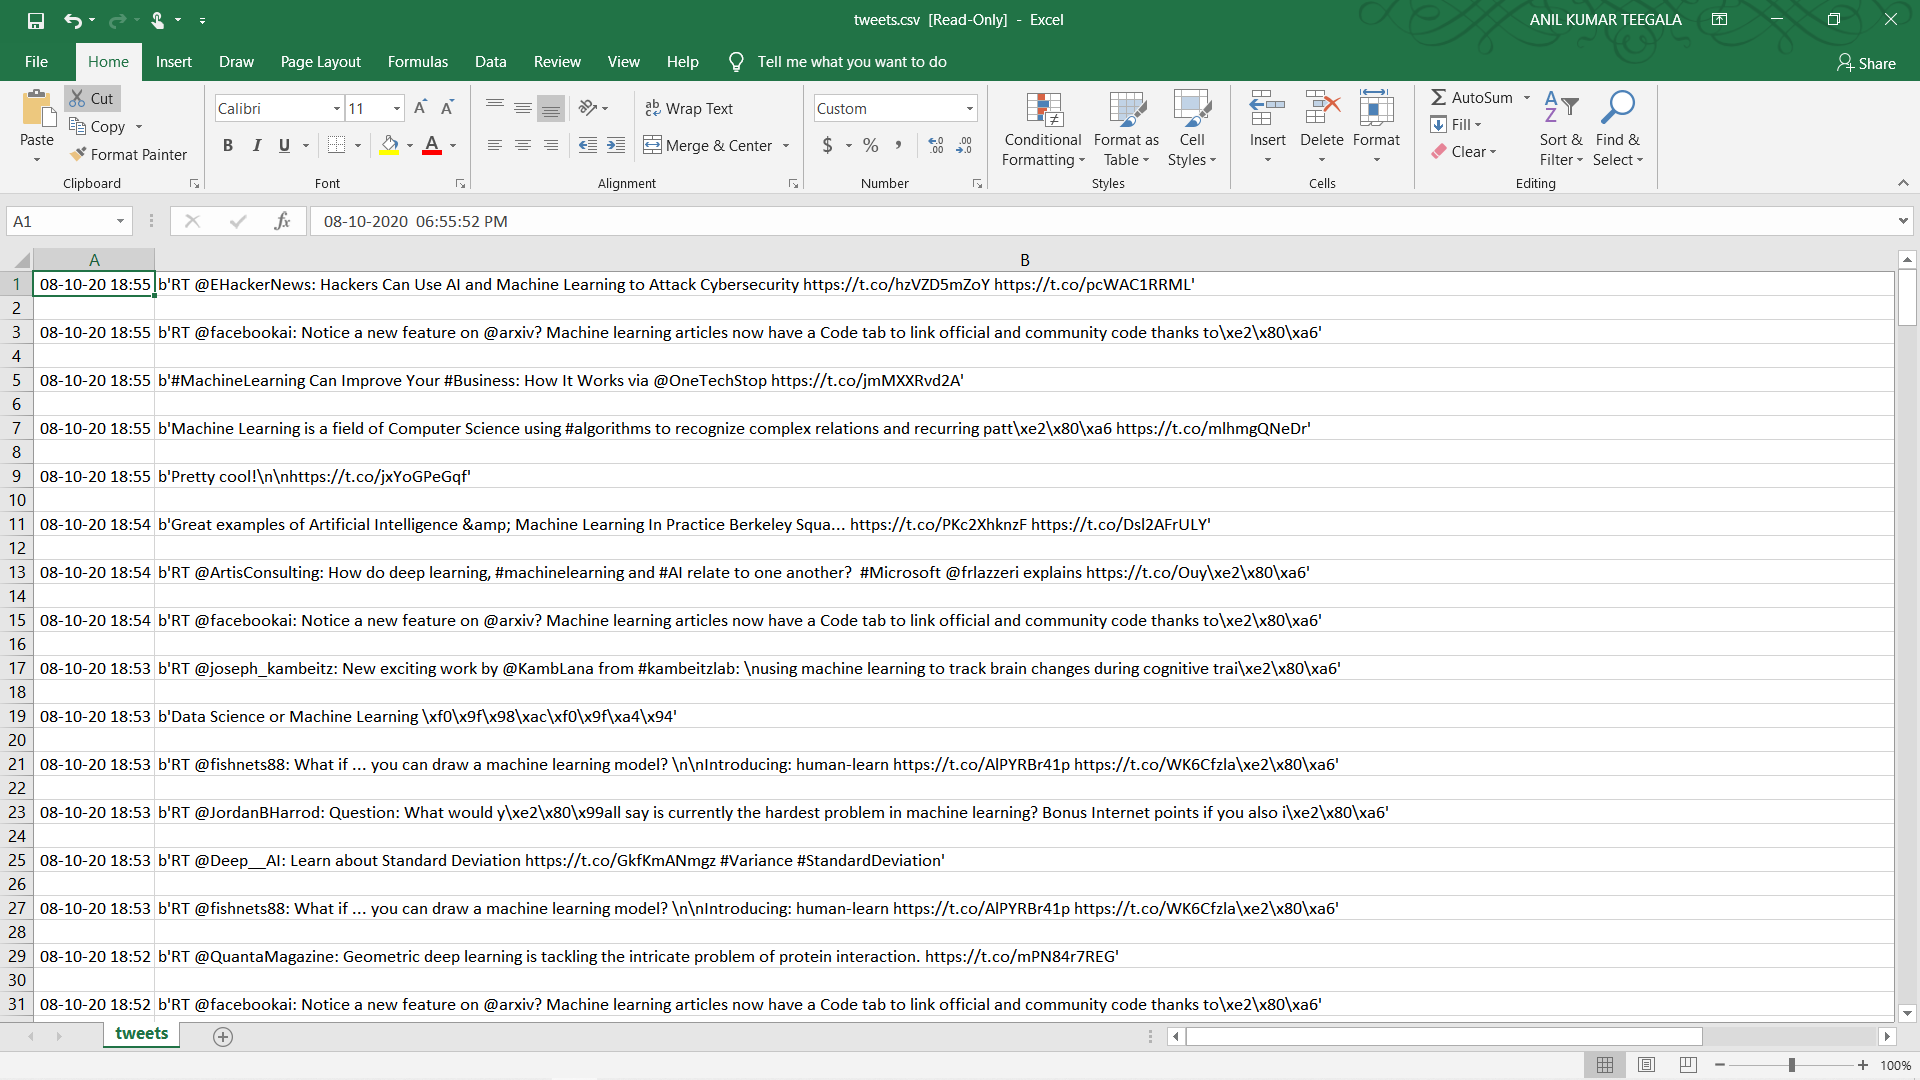 tweets.csv  [Read-Only]  -  Excel
ANIL KUMAR TEEGALA
File Home Insert Draw Page Layout Formulas Data Review View Help Tell me what you want to do
Share
Paste
Cut
Copy
Format Painter
Clipboard
Calibri 11
B I U A
Font
Wrap Text
Merge & Center
Alignment
Custom
$ % ,
Number
Conditional Formatting
Format as Table
Cell Styles
Styles
Insert
Delete
Format
Cells
AutoSum
Fill
Clear
Sort & Filter
Find & Select
Editing
A1
fx
08-10-2020  06:55:52 PM
A B
1 08-10-20 18:55 b'RT @EHackerNews: Hackers Can Use AI and Machine Learning to Attack Cybersecurity https://t.co/hzVZD5mZoY https://t.co/pcWAC1RRML'
2
3 08-10-20 18:55 b'RT @facebookai: Notice a new feature on @arxiv? Machine learning articles now have a Code tab to link official and community code thanks to\xe2\x80\xa6'
4
5 08-10-20 18:55 b'#MachineLearning Can Improve Your #Business: How It Works via @OneTechStop https://t.co/jmMXXRvd2A'
6
7 08-10-20 18:55 b'Machine Learning is a field of Computer Science using #algorithms to recognize complex relations and recurring patt\xe2\x80\xa6 https://t.co/mlhmgQNeDr'
8
9 08-10-20 18:55 b'Pretty cool!\n\nhttps://t.co/jxYoGPeGqf'
10
11 08-10-20 18:54 b'Great examples of Artificial Intelligence &amp; Machine Learning In Practice Berkeley Squa... https://t.co/PKc2XhknzF https://t.co/Dsl2AFrULY'
12
13 08-10-20 18:54 b'RT @ArtisConsulting: How do deep learning, #machinelearning and #AI relate to one another?  #Microsoft @frlazzeri explains https://t.co/Ouy\xe2\x80\xa6'
14
15 08-10-20 18:54 b'RT @facebookai: Notice a new feature on @arxiv? Machine learning articles now have a Code tab to link official and community code thanks to\xe2\x80\xa6'
16
17 08-10-20 18:53 b'RT @joseph_kambeitz: New exciting work by @KambLana from #kambeitzlab: \nusing machine learning to track brain changes during cognitive trai\xe2\x80\xa6'
18
19 08-10-20 18:53 b'Data Science or Machine Learning \xf0\x9f\x98\xac\xf0\x9f\xa4\x94'
20
21 08-10-20 18:53 b'RT @fishnets88: What if ... you can draw a machine learning model? \n\nIntroducing: human-learn https://t.co/AlPYRBr41p https://t.co/WK6Cfzla\xe2\x80\xa6'
22
23 08-10-20 18:53 b'RT @JordanBHarrod: Question: What would y\xe2\x80\x99all say is currently the hardest problem in machine learning? Bonus Internet points if you also i\xe2\x80\xa6'
24
25 08-10-20 18:53 b'RT @Deep__AI: Learn about Standard Deviation https://t.co/GkfKmANmgz #Variance #StandardDeviation'
26
27 08-10-20 18:53 b'RT @fishnets88: What if ... you can draw a machine learning model? \n\nIntroducing: human-learn https://t.co/AlPYRBr41p https://t.co/WK6Cfzla\xe2\x80\xa6'
28
29 08-10-20 18:52 b'RT @QuantaMagazine: Geometric deep learning is tackling the intricate problem of protein interaction. https://t.co/mPN84r7REG'
30
31 08-10-20 18:52 b'RT @facebookai: Notice a new feature on @arxiv? Machine learning articles now have a Code tab to link official and community code thanks to\xe2\x80\xa6'
tweets
100%